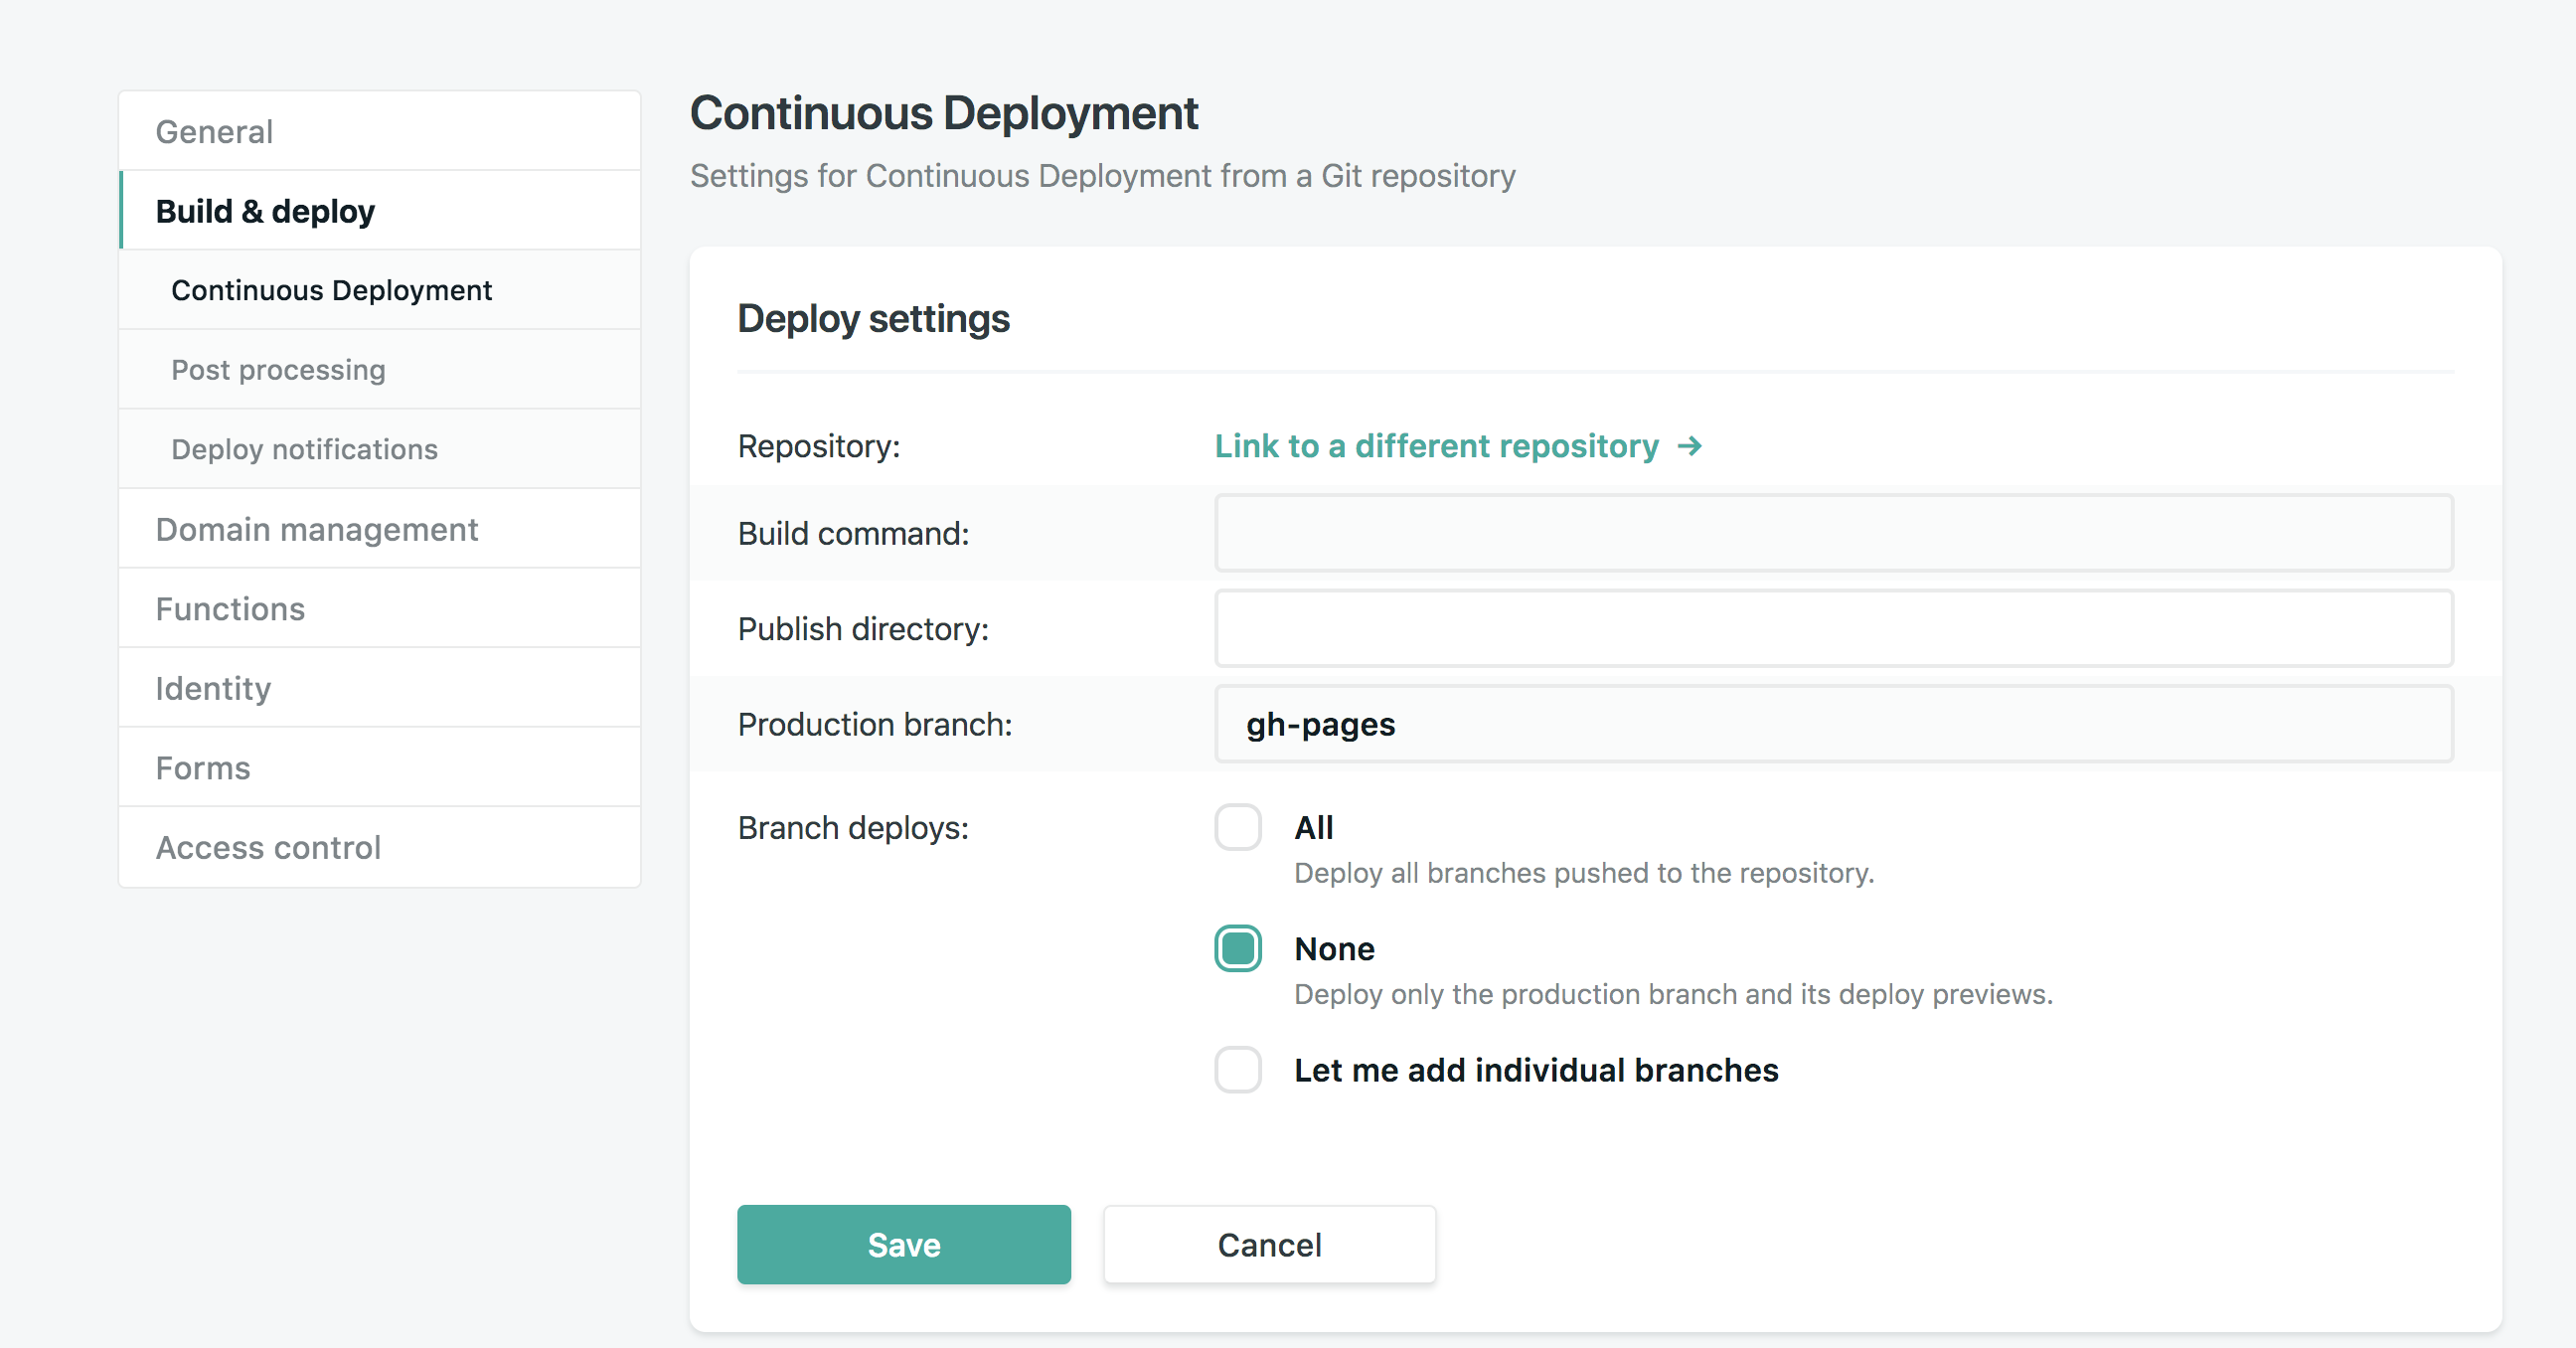 General
Build & deploy
Continuous Deployment
Post processing
Deploy notifications
Domain management
Functions
Identity
Forms
Access control
Continuous Deployment
Settings for Continuous Deployment from a Git repository
Deploy settings
Repository: Link to a different repository →
Build command:
Publish directory:
Production branch: gh-pages
Branch deploys: All
Deploy all branches pushed to the repository.
None
Deploy only the production branch and its deploy previews.
Let me add individual branches
Save Cancel